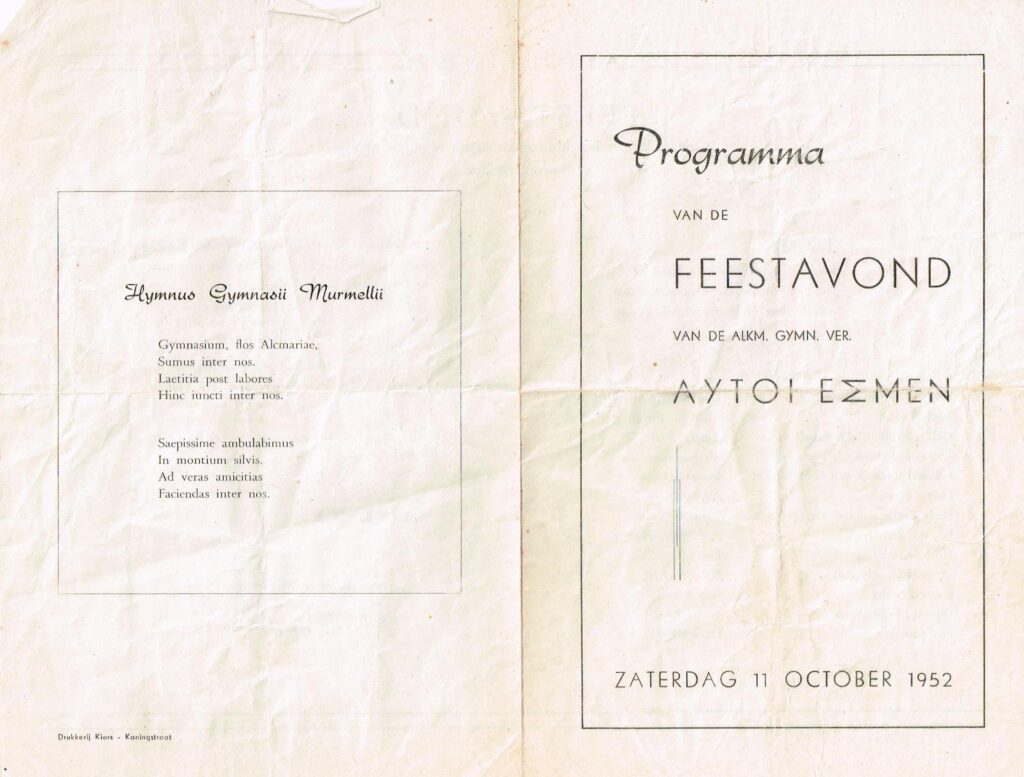 Hymnus Gymnasii Murmellii
Gymnasium, flos Alcmariae,
Sumus inter nos.
Laetitia post labores
Hinc iuncti inter nos.
Saepissime ambulabimus
In montium silvis.
Ad veras amicitias
Faciendas inter nos.
Drukkerij Kiers - Koningstraat
Programma
VAN DE
FEESTAVOND
VAN DE ALKM. GYMN. VER.
ΑΥΤΟΙ ΕΣΜΕΝ
ZATERDAG 11 OCTOBER 1952